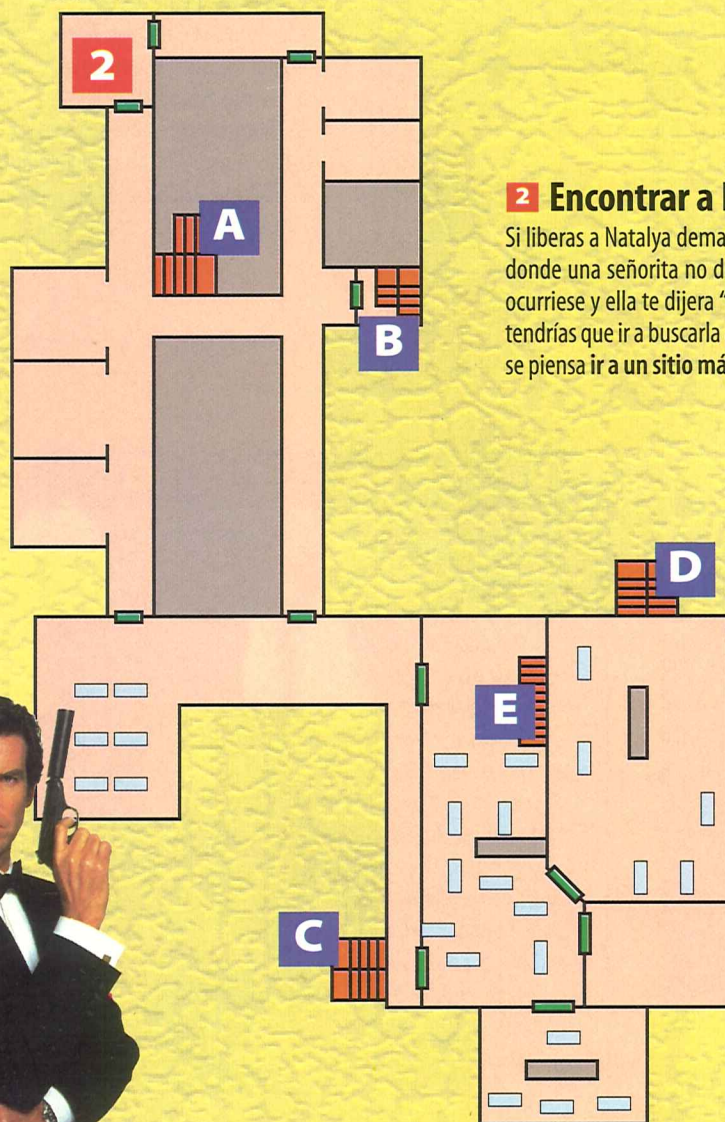 2
A
B
2 Encontrar a
Si liberas a Natalya dema
donde una señorita no d
ocurriese y ella te dijera “
tendrías que ir a buscarla
se piensa ir a un sitio má
D
E
C